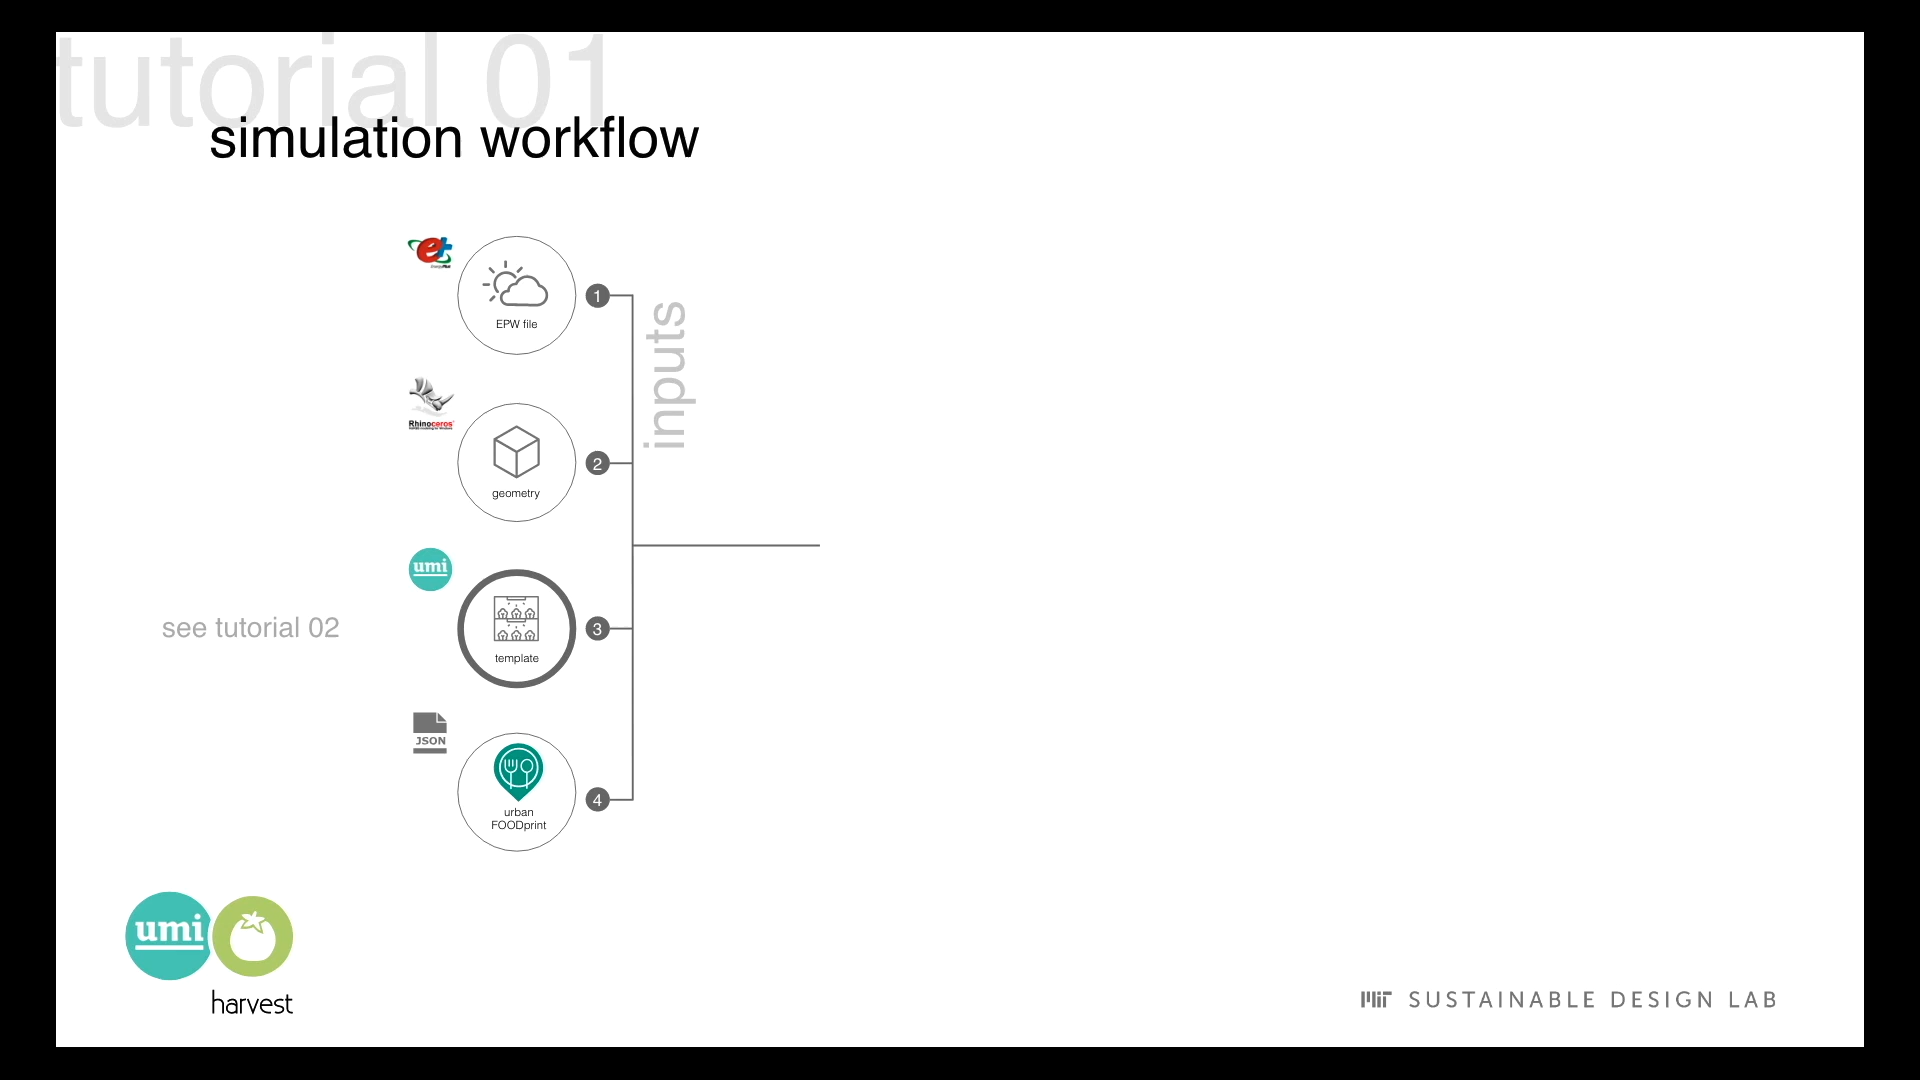 tutorial 01
simulation workflow
EPW file
1
inputs
Rhinoceros
geometry
2
umi
see tutorial 02
template
3
JSON
urban
FOODprint
4
umi
harvest
MIT SUSTAINABLE DESIGN LAB